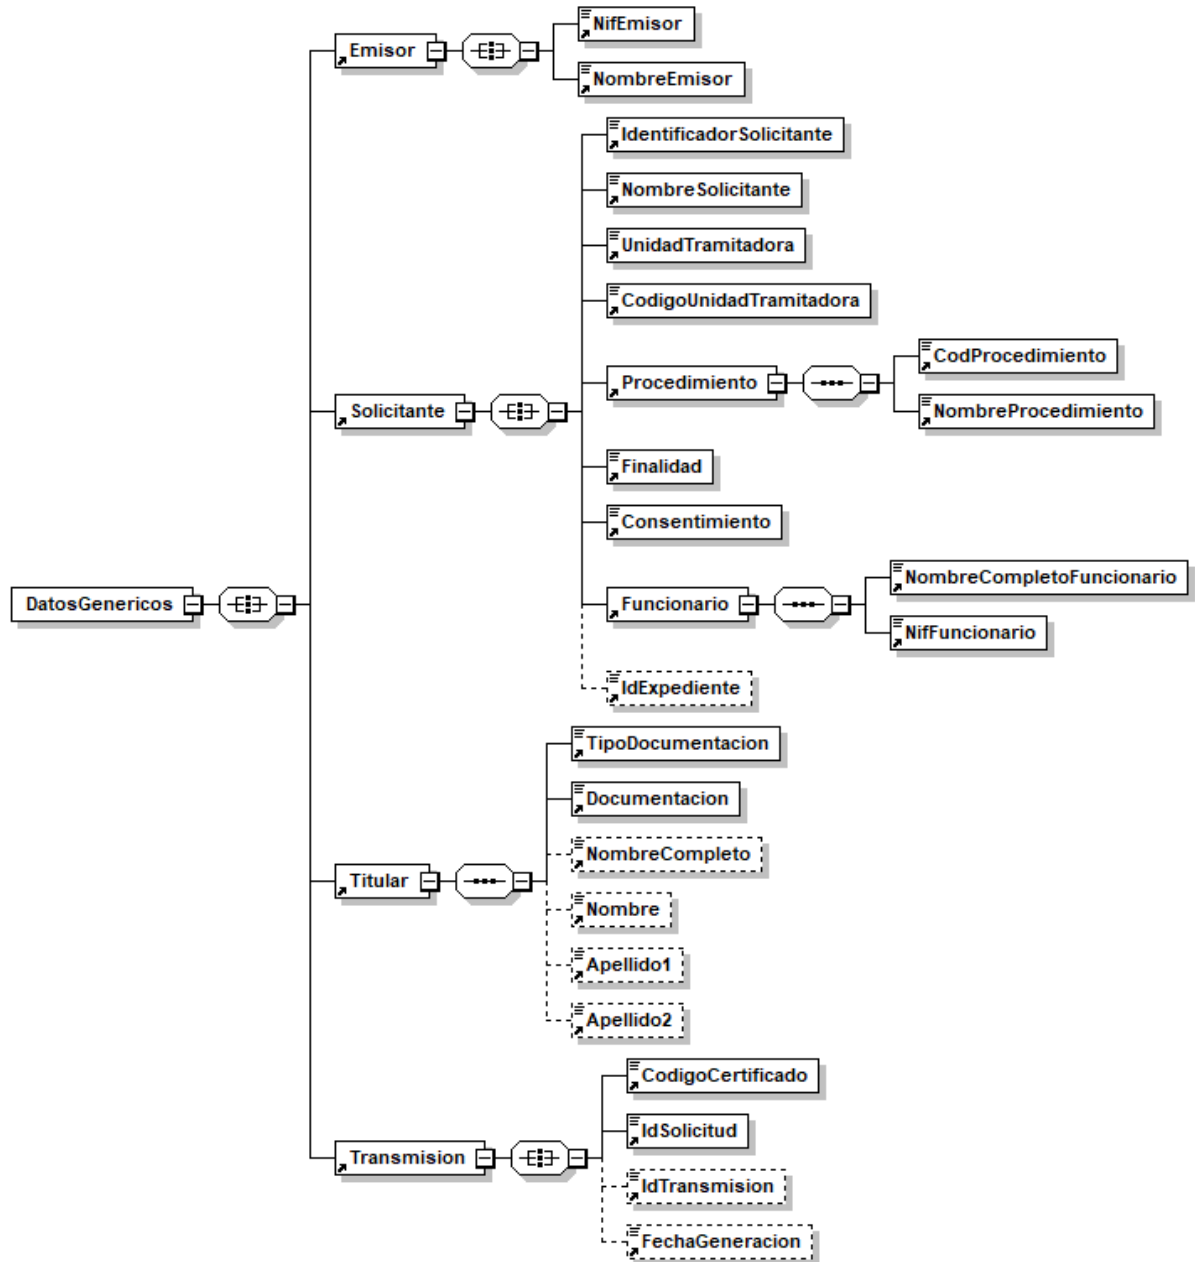 NifEmisor
Emisor
NombreEmisor
IdentificadorSolicitante
NombreSolicitante
UnidadTramitadora
CodigoUnidadTramitadora
CodProcedimiento
Procedimiento
NombreProcedimiento
Solicitante
Finalidad
Consentimiento
NombreCompletoFuncionario
DatosGenericos
Funcionario
NifFuncionario
IdExpediente
TipoDocumentacion
Documentacion
NombreCompleto
Titular
Nombre
Apellido1
Apellido2
CodigoCertificado
IdSolicitud
Transmision
IdTransmision
FechaGeneracion